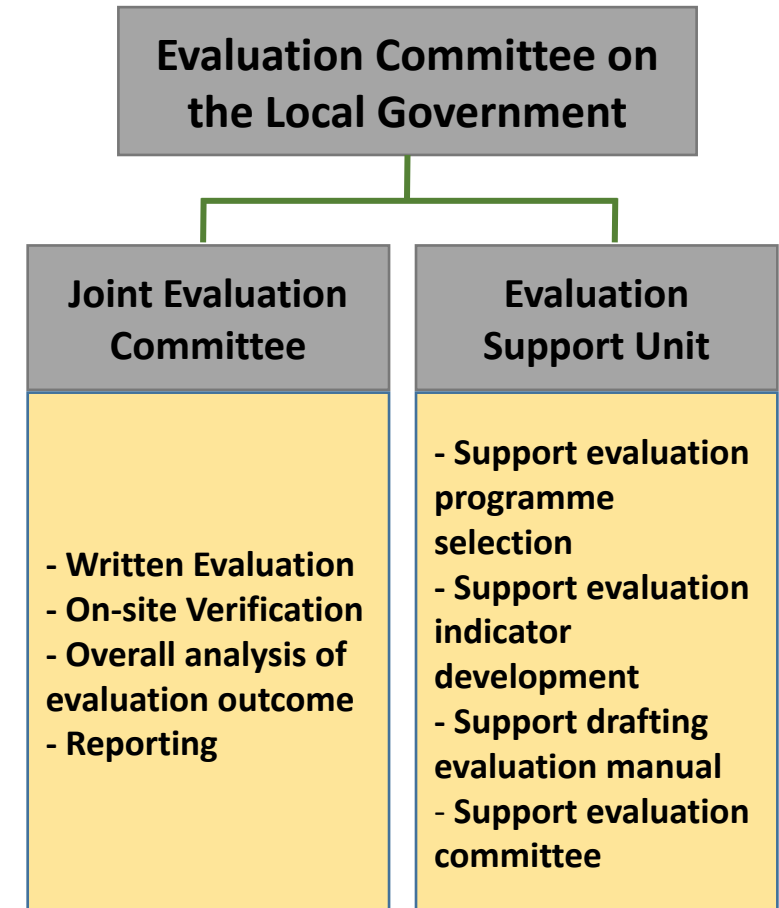 Evaluation Committee on
the Local Government
Joint Evaluation
Committee
- Written Evaluation
- On-site Verification
- Overall analysis of
evaluation outcome
- Reporting
Evaluation
Support Unit
- Support evaluation
programme
selection
- Support evaluation
indicator
development
- Support drafting
evaluation manual
- Support evaluation
committee